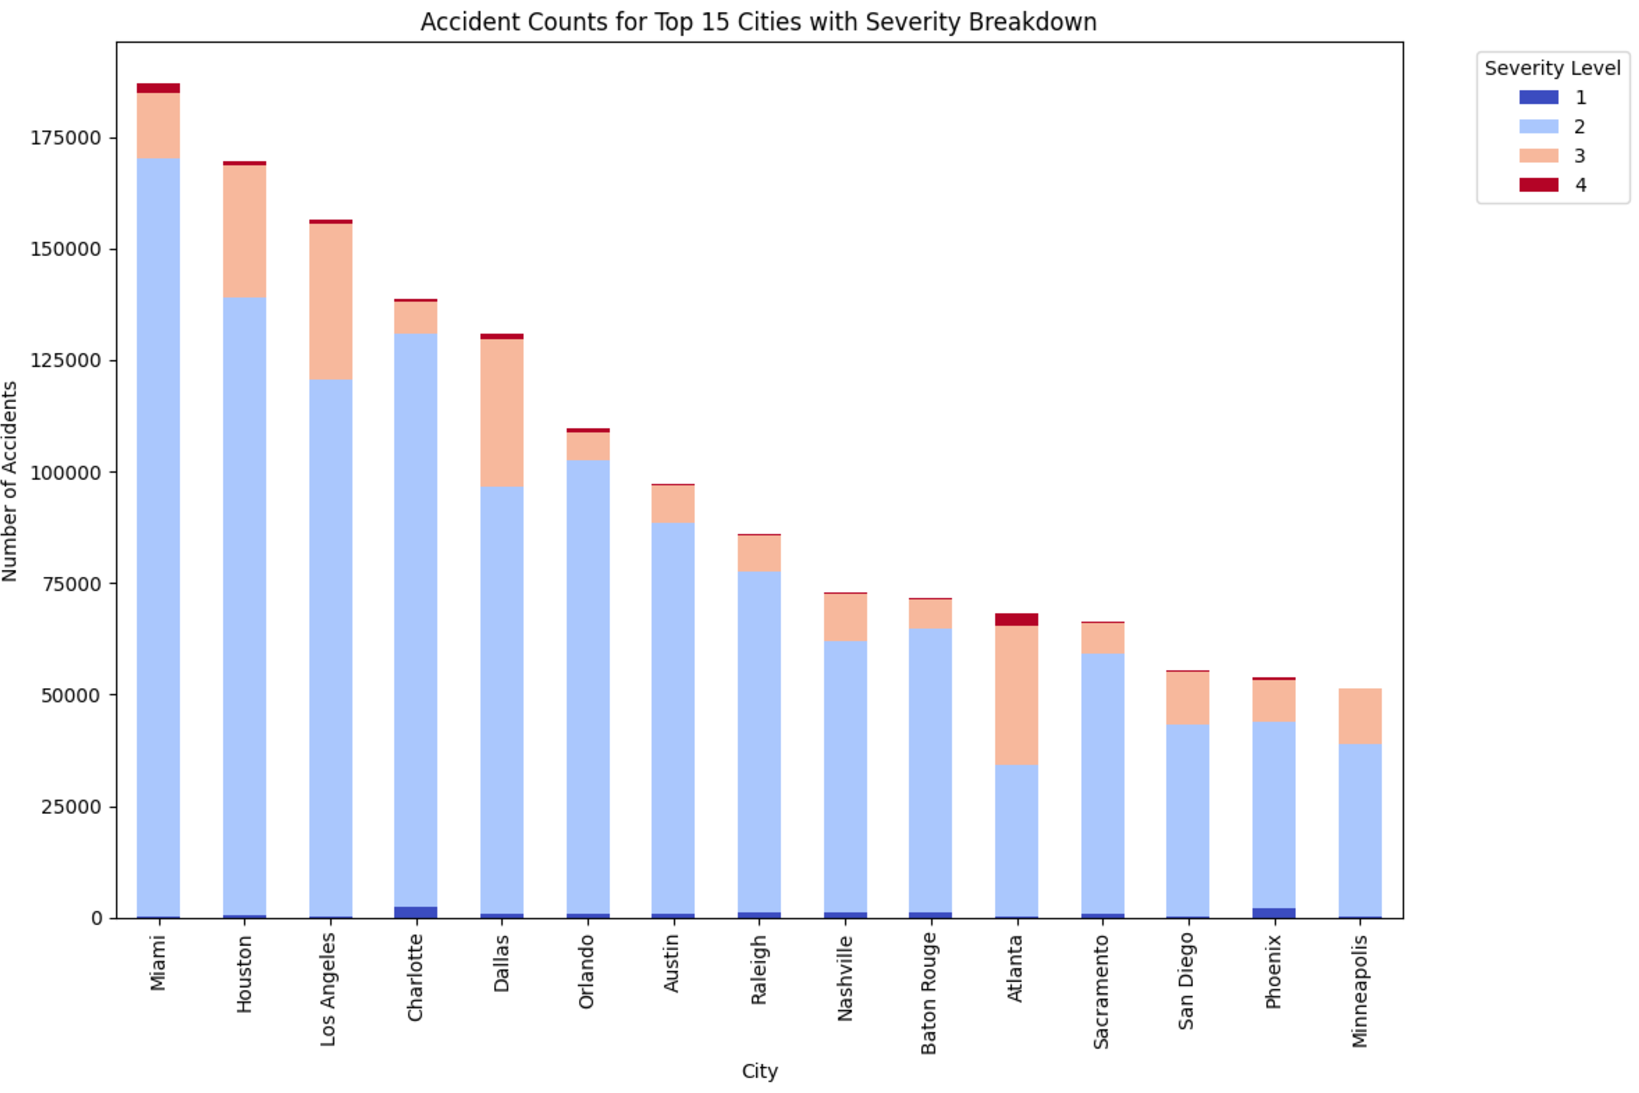 Accident Counts for Top 15 Cities with Severity Breakdown
Severity Level
1
2
3
4
Number of Accidents
175000
150000
125000
100000
75000
50000
25000
0
Miami
Houston
Los Angeles
Charlotte
Dallas
Orlando
Austin
Raleigh
Nashville
Baton Rouge
Atlanta
Sacramento
San Diego
Phoenix
Minneapolis
City